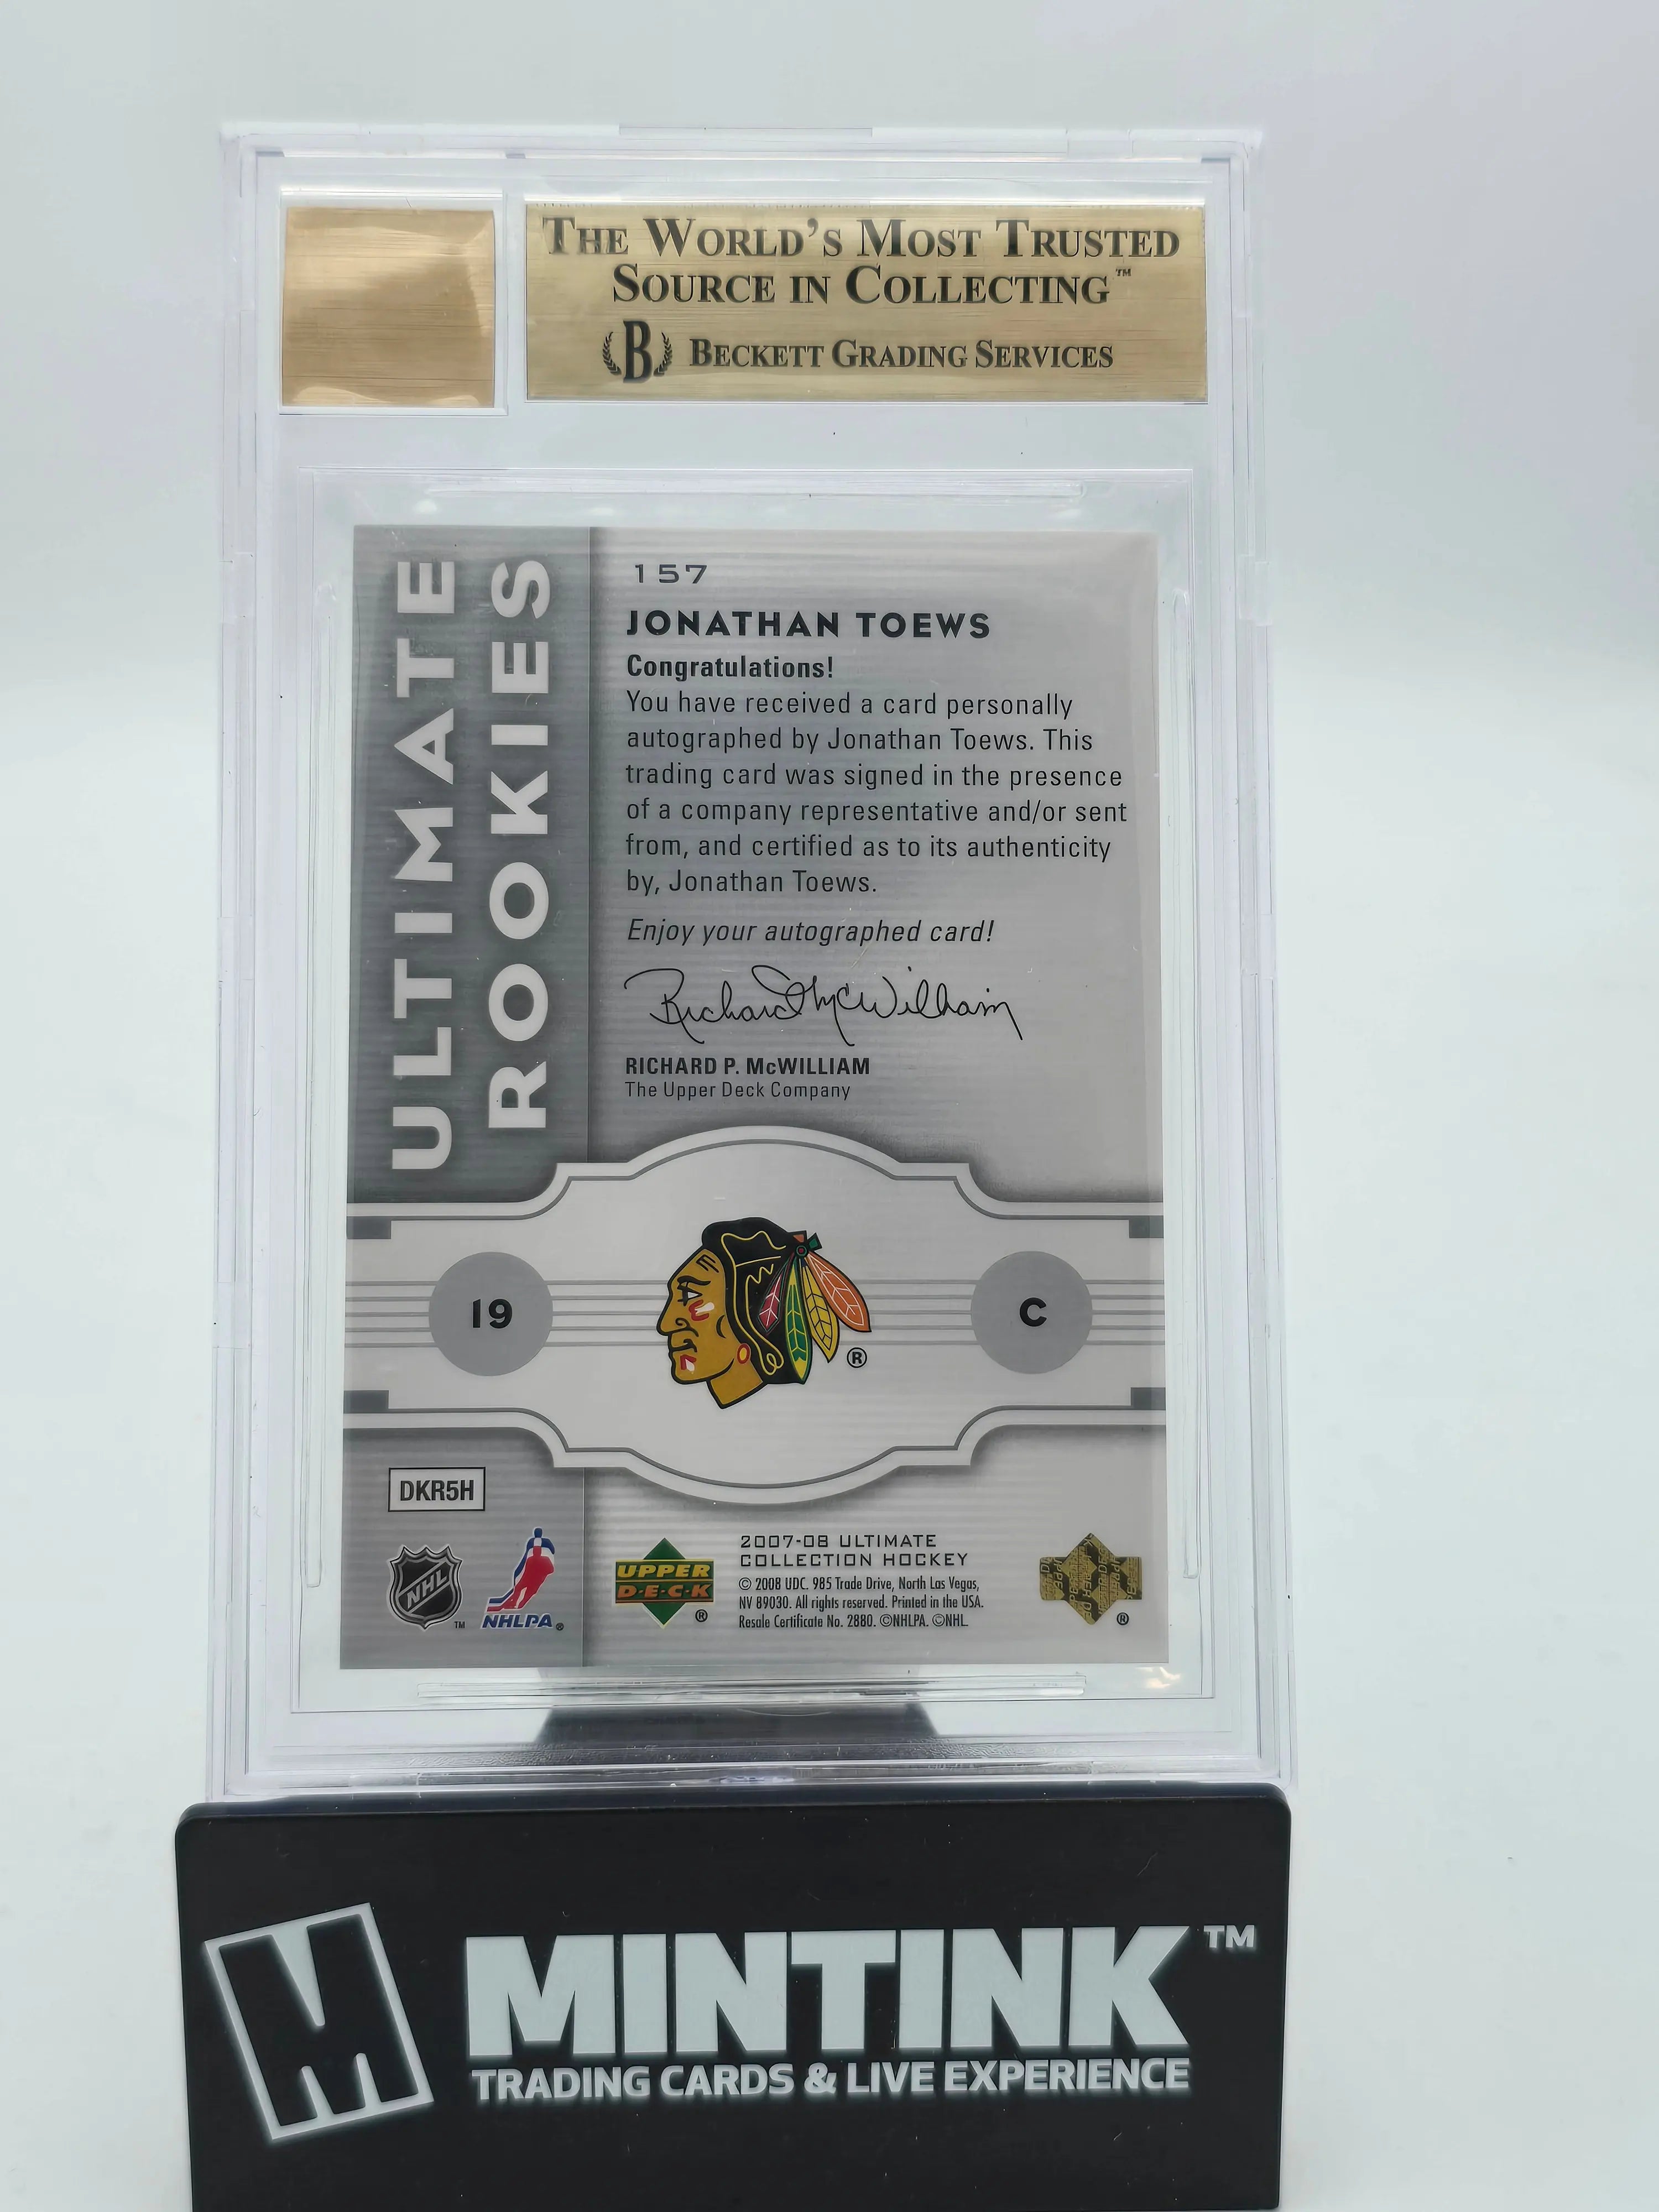 THE WORLD'S MOST TRUSTED
SOURCE IN COLLECTING™
B BECKETT GRADING SERVICES
ULTIMATE
ROOKIES
157
JONATHAN TOEWS
Congratulations!
You have received a card personally
autographed by Jonathan Toews. This
trading card was signed in the presence
of a company representative and/or sent
from, and certified as to its authenticity
by, Jonathan Toews.
Enjoy your autographed card!
Richard McWilliam
RICHARD P. McWILLIAM
The Upper Deck Company
19
®
C
DKR5H
NHL ™
NHLPA ®
UPPER
D·E·C·K ®
2007-08 ULTIMATE
COLLECTION HOCKEY
© 2008 UDC. 985 Trade Drive, North Las Vegas,
NV 89030. All rights reserved. Printed in the USA.
Resale Certificate No. 2880. ©NHLPA. ©NHL.
®
M MINTINK™
TRADING CARDS & LIVE EXPERIENCE